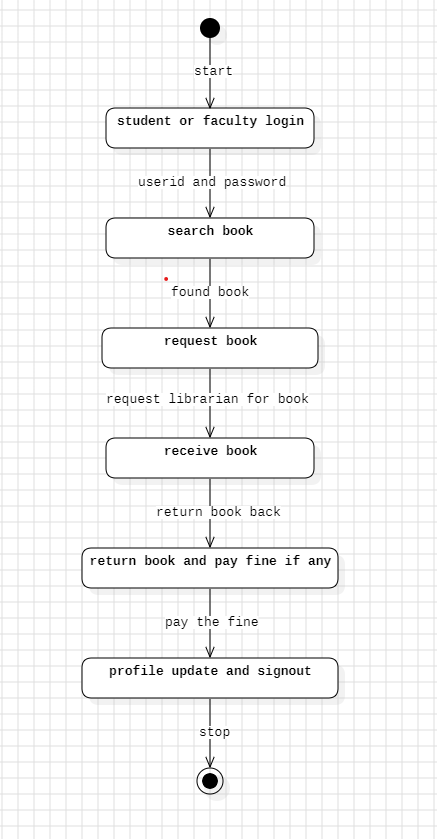 start
student or faculty login
userid and password
search book
found book
request book
request librarian for book
receive book
return book back
return book and pay fine if any
pay the fine
profile update and signout
stop